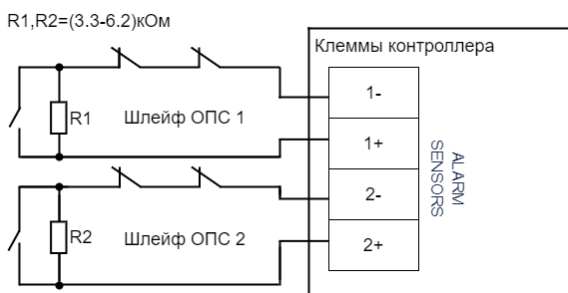 R1,R2=(3.3-6.2)кОм
Клеммы контроллера
1-
R1
Шлейф ОПС 1
1+
ALARM
SENSORS
2-
R2
Шлейф ОПС 2
2+